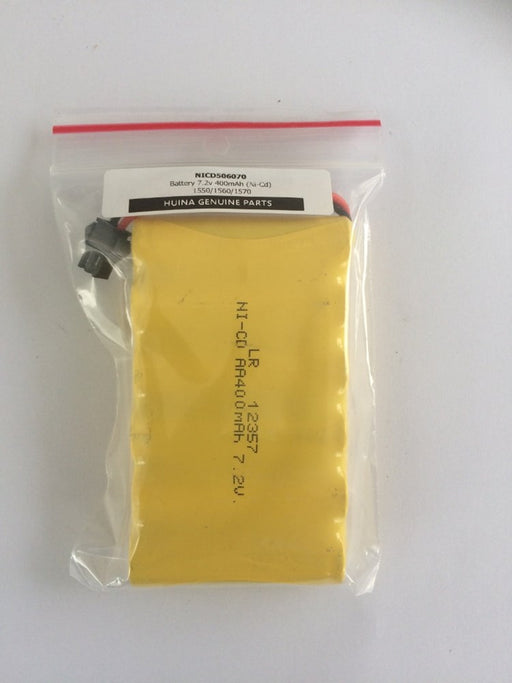 NICD506070
Battery 7.2v 400mAh (Ni-Cd)
1550/1560/1570
HUINA GENUINE PARTS
LR 12357
NI-CD AA400mAh 7.2V.